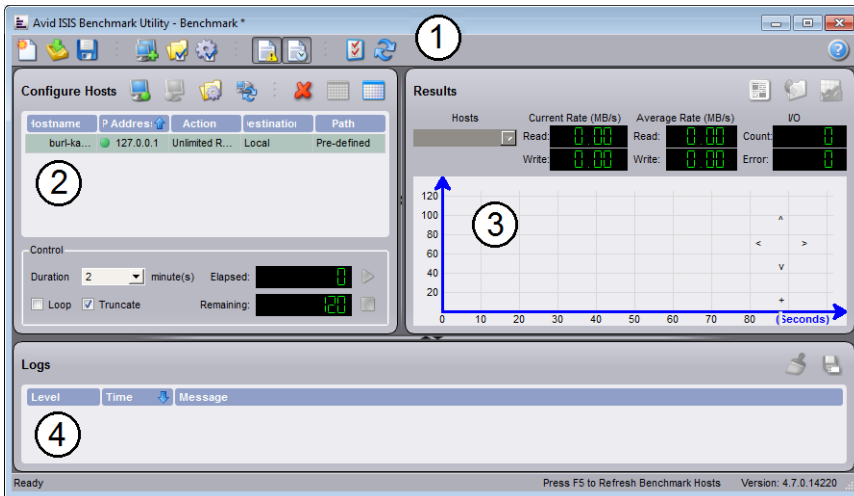 Avid ISIS Benchmark Utility - Benchmark *
1
Configure Hosts
Hostname P Address Action Destination Path
burl-ka... 127.0.0.1 Unlimited R... Local Pre-defined
2
Control
Duration 2 minute(s) Elapsed: 0
Loop Truncate Remaining: 120
Results
Hosts Current Rate (MB/s) Average Rate (MB/s) I/O
Read: 0.00 Read: 0.00 Count: 0
Write: 0.00 Write: 0.00 Error: 0
120
100
80
60
40
20
3
^
< >
v
+
-
0 10 20 30 40 50 60 70 80 (Seconds)
Logs
Level Time Message
4
Ready Press F5 to Refresh Benchmark Hosts Version: 4.7.0.14220